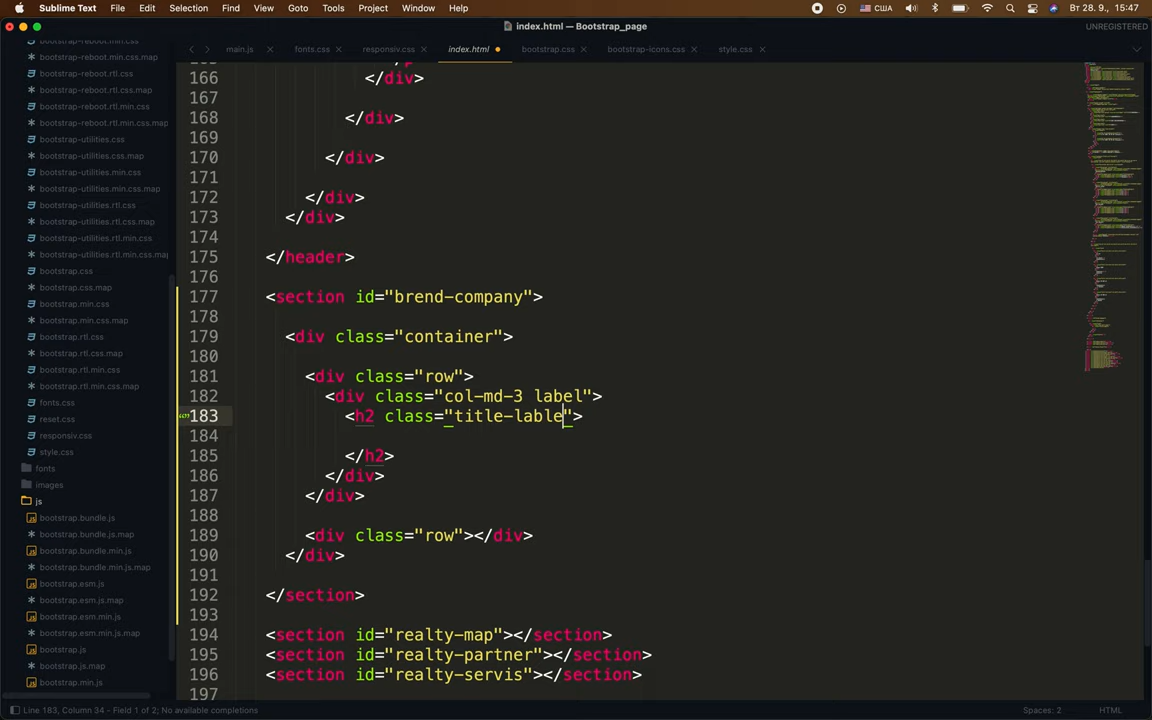 Sublime Text File Edit Selection Find View Goto Tools Project Window Help США Вт 28. 9., 15:47
index.html — Bootstrap_page UNREGISTERED
main.js fonts.css responsiv.css index.html bootstrap.css bootstrap-icons.css style.css
bootstrap-reboot.min.css.map
bootstrap-reboot.rtl.css
bootstrap-reboot.rtl.css.map
bootstrap-reboot.rtl.min.css
bootstrap-reboot.rtl.min.css.map
bootstrap-utilities.css
bootstrap-utilities.css.map
bootstrap-utilities.min.css
bootstrap-utilities.min.css.map
bootstrap-utilities.rtl.css
bootstrap-utilities.rtl.css.map
bootstrap-utilities.rtl.min.css
bootstrap-utilities.rtl.min.css.map
bootstrap.css
bootstrap.css.map
bootstrap.min.css
bootstrap.min.css.map
bootstrap.rtl.css
bootstrap.rtl.css.map
bootstrap.rtl.min.css
bootstrap.rtl.min.css.map
fonts.css
reset.css
responsiv.css
style.css
fonts
images
js
bootstrap.bundle.js
bootstrap.bundle.js.map
bootstrap.bundle.min.js
bootstrap.bundle.min.js.map
bootstrap.esm.js
bootstrap.esm.js.map
bootstrap.esm.min.js
bootstrap.esm.min.js.map
bootstrap.js
bootstrap.js.map
bootstrap.min.js
166 </div>
167
168 </div>
169
170 </div>
171
172 </div>
173 </div>
174
175 </header>
176
177 <section id="brend-company">
178
179 <div class="container">
180
181 <div class="row">
182 <div class="col-md-3 label">
183 <h2 class="title-lable">
184
185 </h2>
186 </div>
187 </div>
188
189 <div class="row"></div>
190 </div>
191
192 </section>
193
194 <section id="realty-map"></section>
195 <section id="realty-partner"></section>
196 <section id="realty-servis"></section>
197
Line 183, Column 34 - Field 1 of 2; No available completions Spaces: 2 HTML